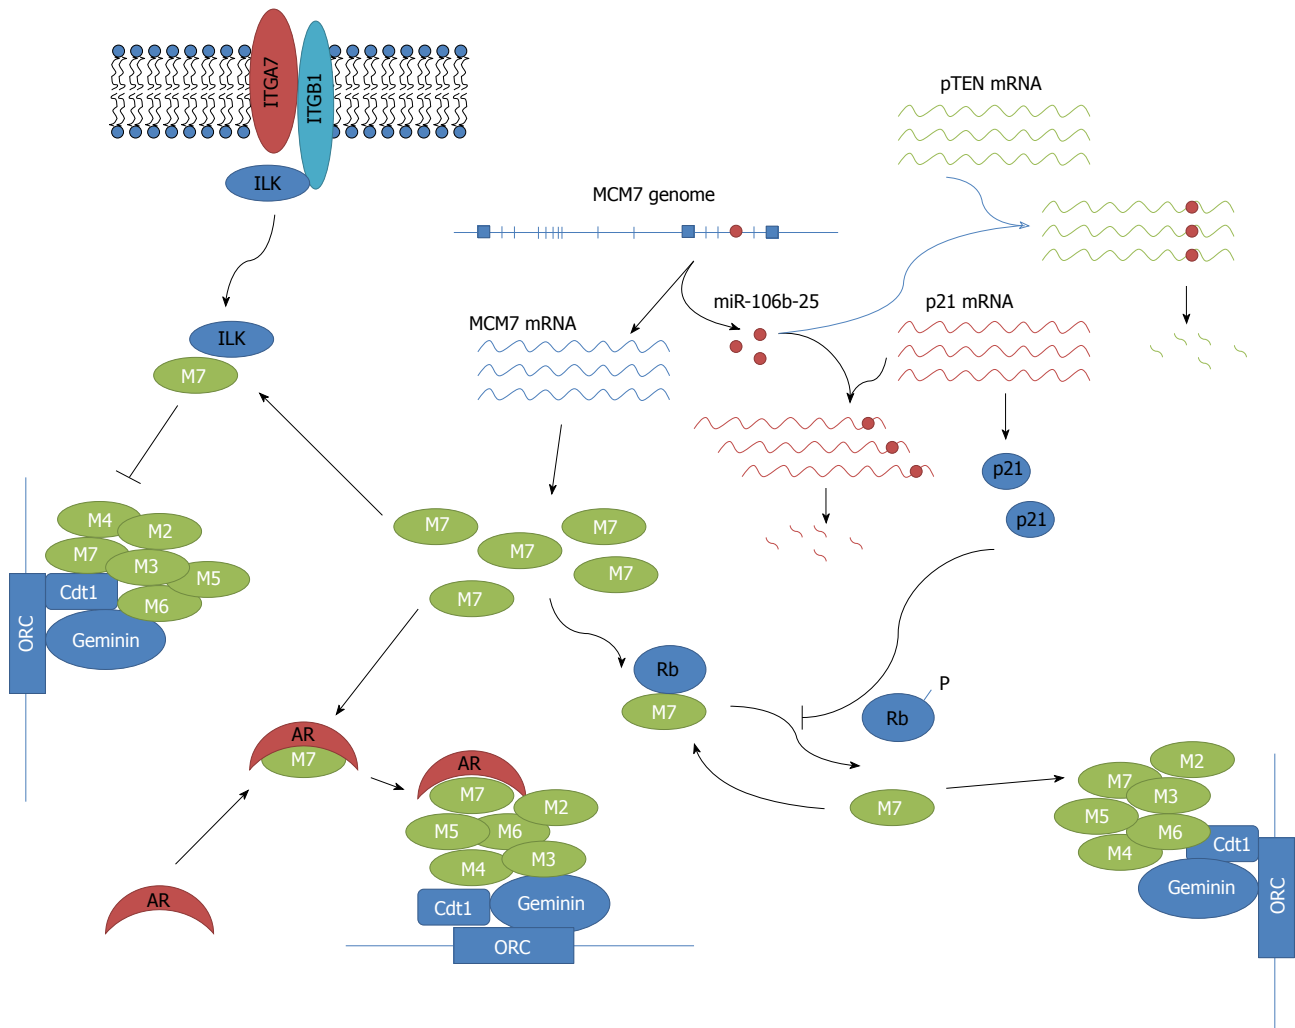 ITGA7
ITGB1
ILK
pTEN mRNA
MCM7 genome
miR-106b-25
p21 mRNA
MCM7 mRNA
ILK
M7
p21
p21
M4
M2
M7
M3
M5
M6
Cdt1
Geminin
ORC
M7
M7
M7
M7
M7
Rb
M7
P
Rb
AR
M7
AR
M7
M2
M5
M6
M4
M3
Cdt1
Geminin
ORC
AR
M7
M2
M7
M3
M5
M6
M4
Cdt1
Geminin
ORC